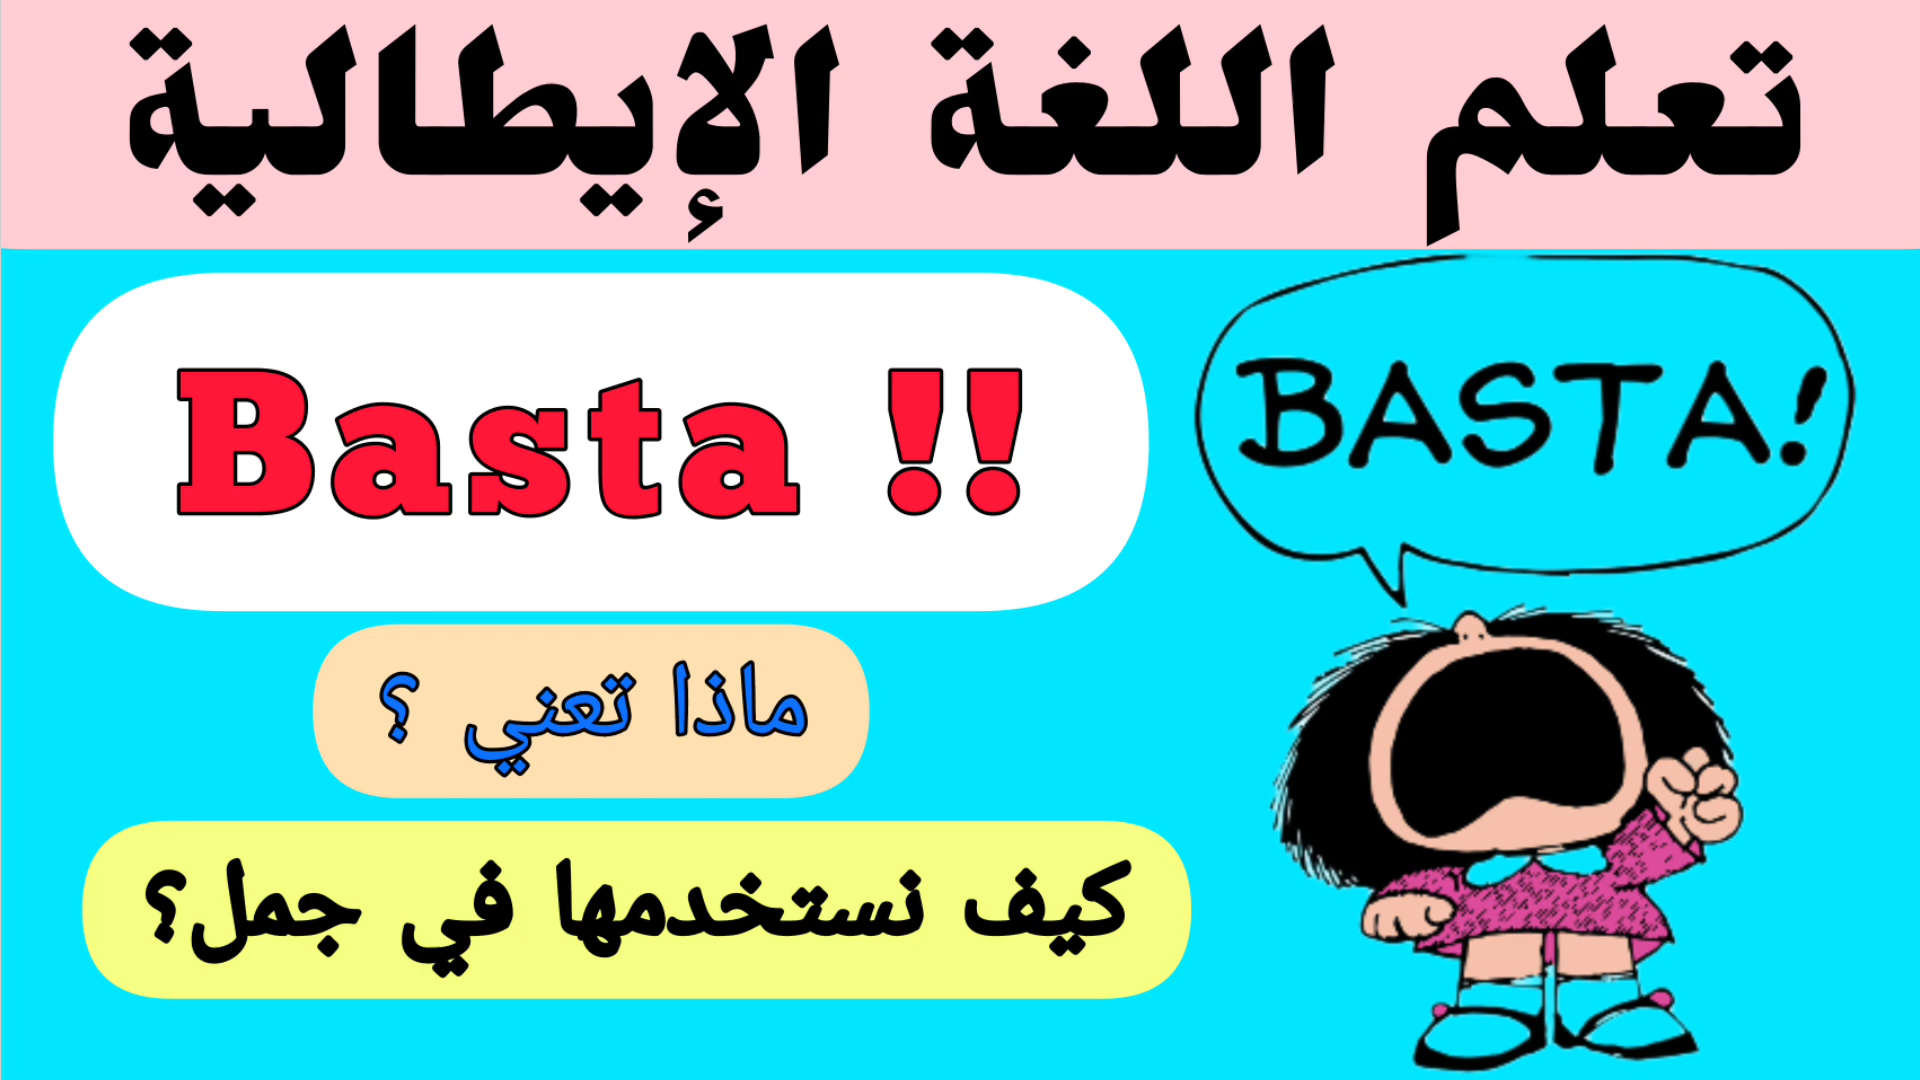 تعلم اللغة الإيطالية
Basta !!
BASTA!
ماذا تعني ؟
كيف نستخدمها في جمل؟